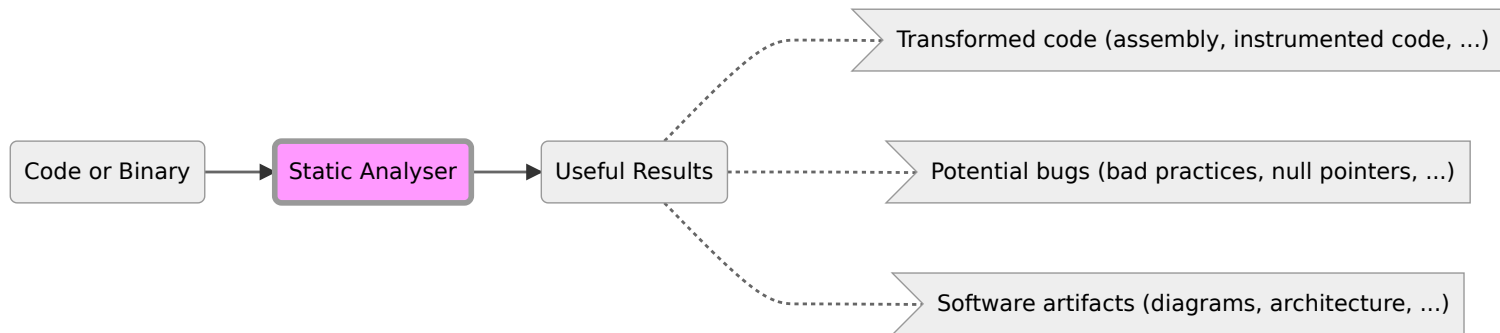 Transformed code (assembly, instrumented code, ...)
Code or Binary
Static Analyser
Useful Results
Potential bugs (bad practices, null pointers, ...)
Software artifacts (diagrams, architecture, ...)